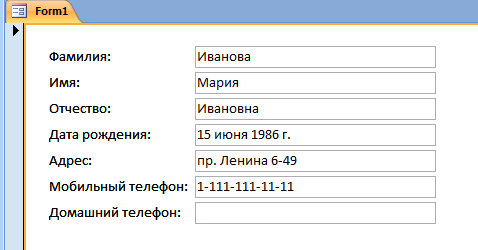 Form1
Фамилия: Иванова
Имя: Мария
Отчество: Ивановна
Дата рождения: 15 июня 1986 г.
Адрес: пр. Ленина 6-49
Мобильный телефон: 1-111-111-11-11
Домашний телефон: